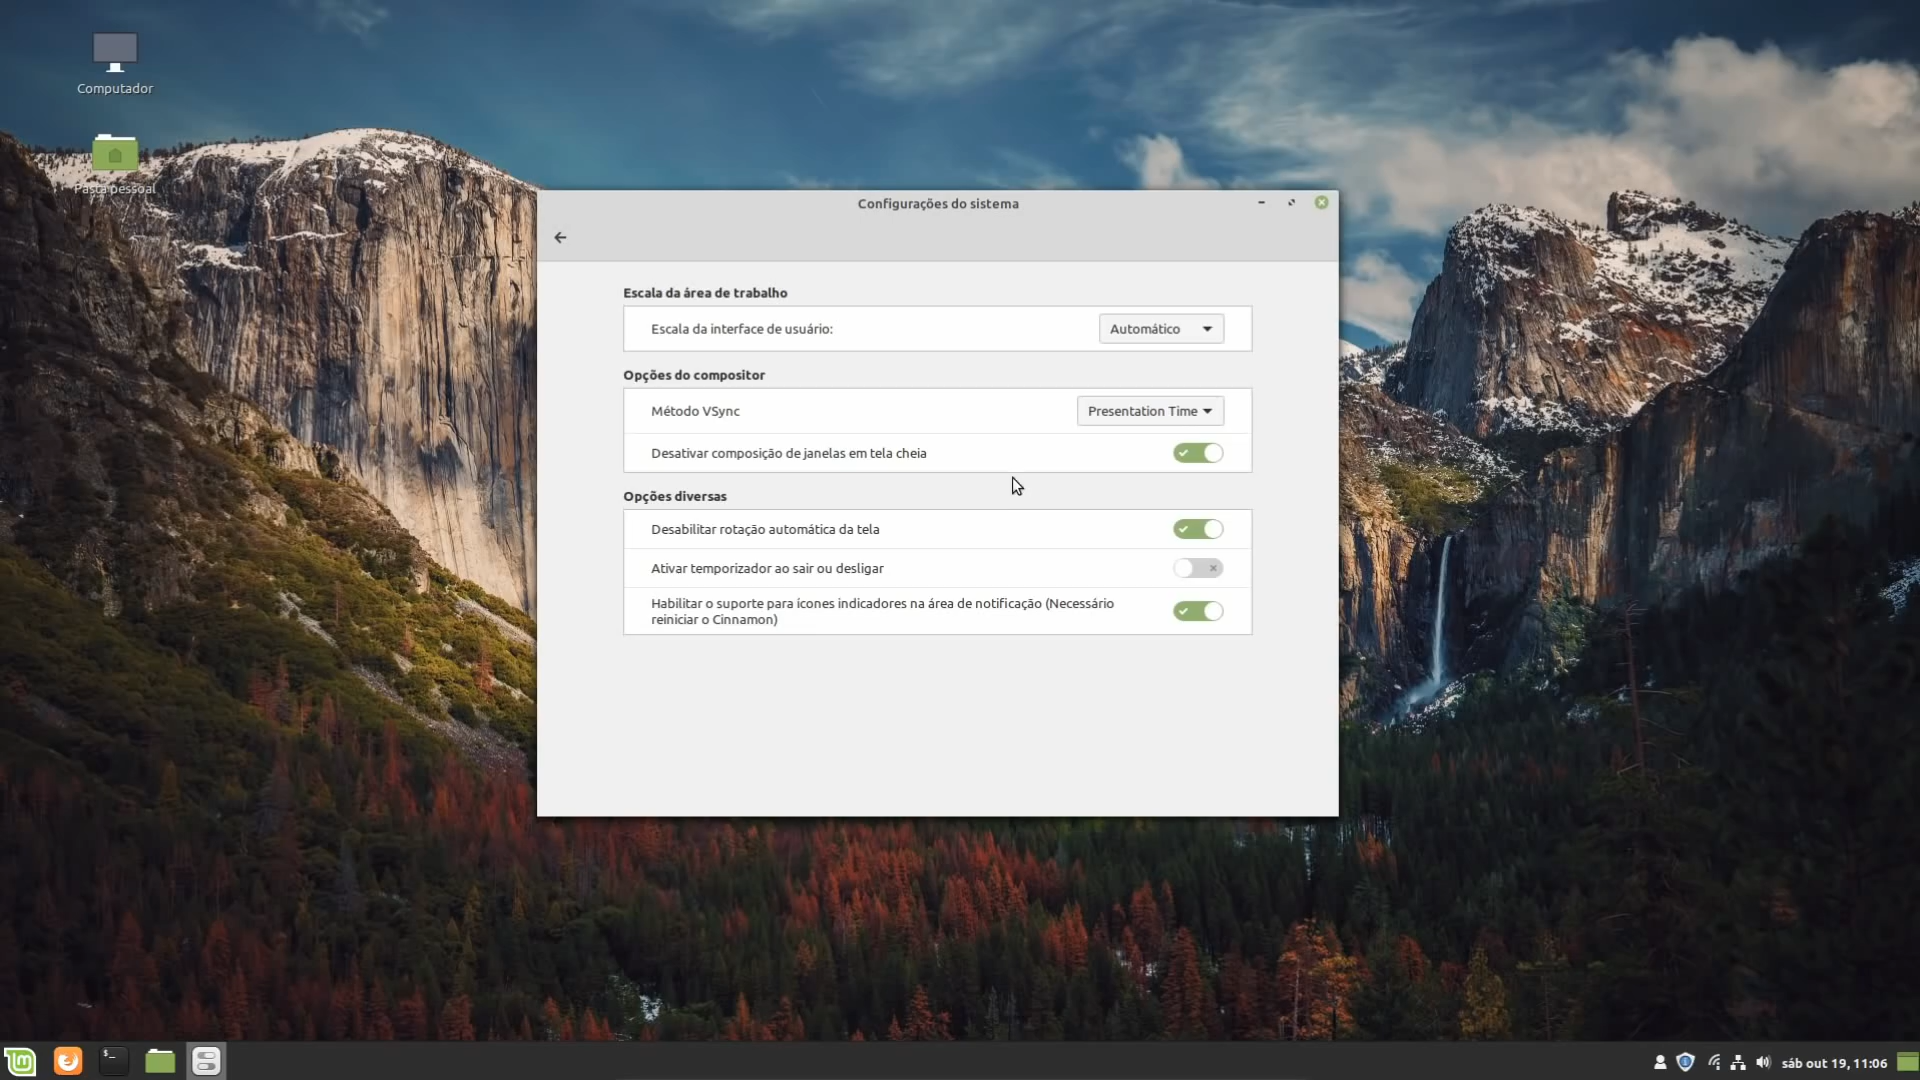 Computador
Pasta pessoal
Configurações do sistema
Escala da área de trabalho
Escala da interface de usuário:
Automático
Opções do compositor
Método VSync
Presentation Time
Desativar composição de janelas em tela cheia
Opções diversas
Desabilitar rotação automática da tela
Ativar temporizador ao sair ou desligar
Habilitar o suporte para ícones indicadores na área de notificação (Necessário
reiniciar o Cinnamon)
$_
sáb out 19, 11:06